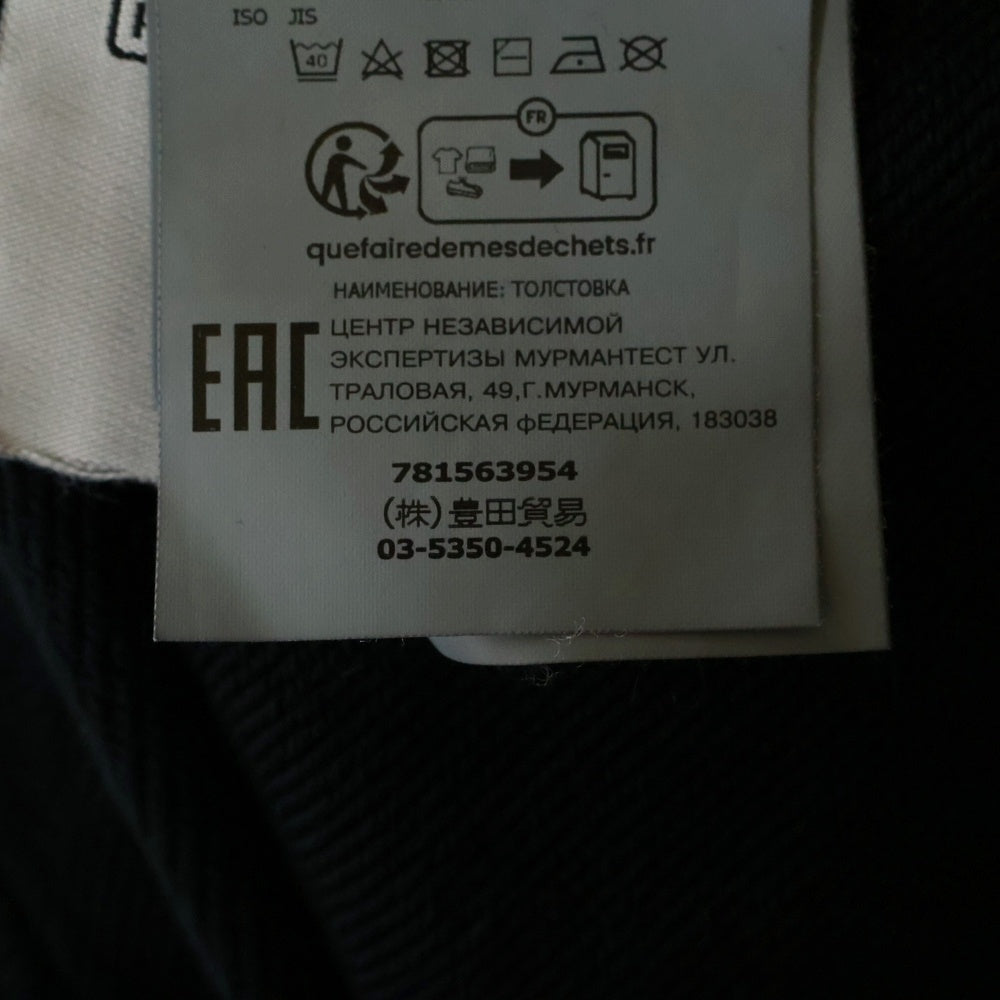 ISO JIS
40
FR
quefairedemesdechets.fr
НАИМЕНОВАНИЕ: ТОЛСТОВКА
EAC
ЦЕНТР НЕЗАВИСИМОЙ
ЭКСПЕРТИЗЫ МУРМАНТЕСТ УЛ.
ТРАЛОВАЯ, 49,Г.МУРМАНСК,
РОССИЙСКАЯ фЕДЕРАЦИЯ, 183038
781563954
(株)豊田貿易
03-5350-4524